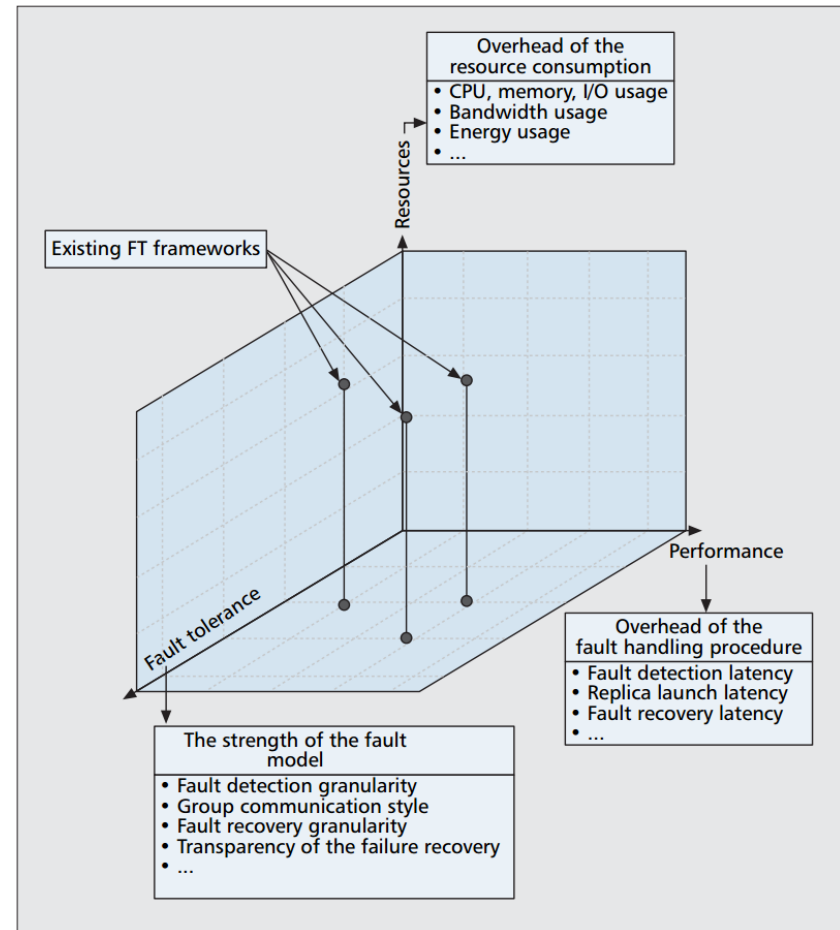 Overhead of the
resource consumption
• CPU, memory, I/O usage
• Bandwidth usage
• Energy usage
• ...
Resources
Existing FT frameworks
Performance
Fault tolerance
Overhead of the
fault handling procedure
• Fault detection latency
• Replica launch latency
• Fault recovery latency
• ...
The strength of the fault
model
• Fault detection granularity
• Group communication style
• Fault recovery granularity
• Transparency of the failure recovery
• ...